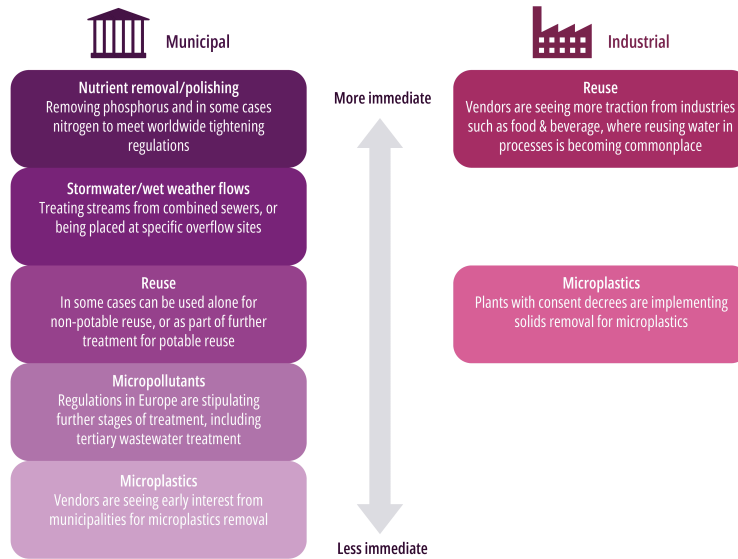 Municipal
Nutrient removal/polishing
Removing phosphorus and in some cases
nitrogen to meet worldwide tightening
regulations
Stormwater/wet weather flows
Treating streams from combined sewers, or
being placed at specific overflow sites
Reuse
In some cases can be used alone for
non-potable reuse, or as part of further
treatment for potable reuse
Micropollutants
Regulations in Europe are stipulating
further stages of treatment, including
tertiary wastewater treatment
Microplastics
Vendors are seeing early interest from
municipalities for microplastics removal
More immediate
Less immediate
Industrial
Reuse
Vendors are seeing more traction from industries
such as food & beverage, where reusing water in
processes is becoming commonplace
Microplastics
Plants with consent decrees are implementing
solids removal for microplastics